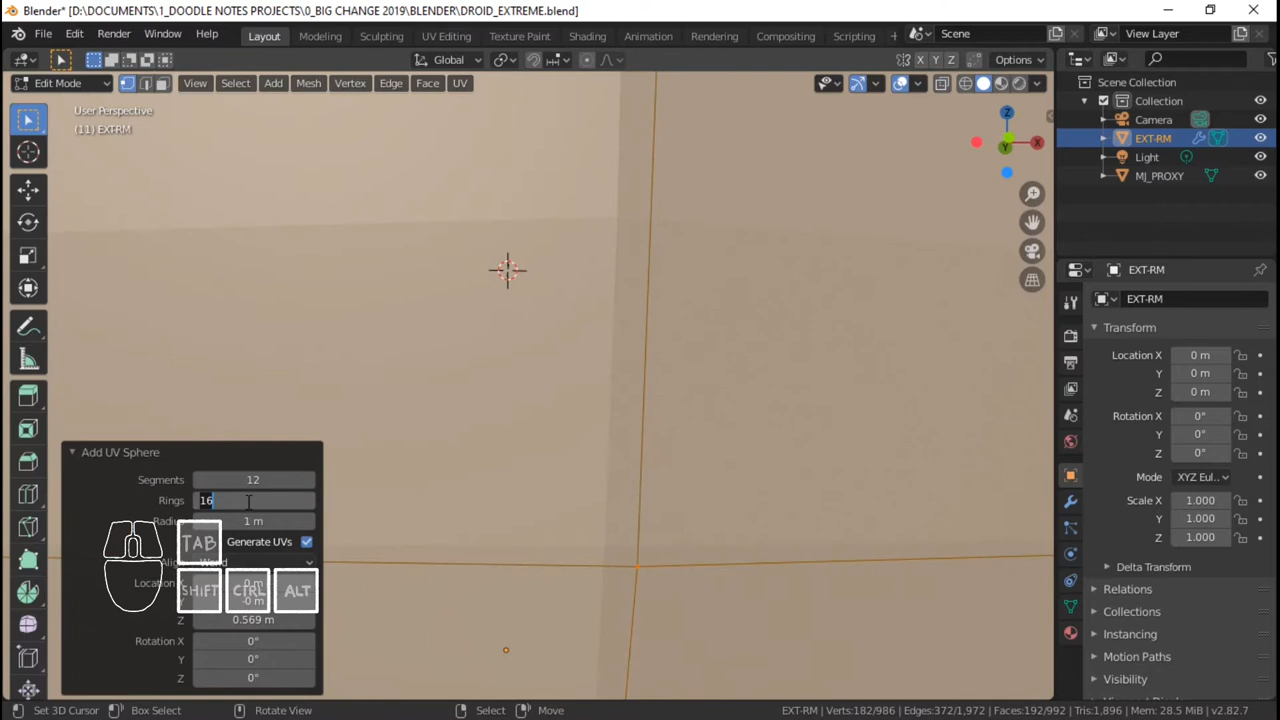 Blender* [D:\DOCUMENTS\1_DOODLE NOTES PROJECTS\0_BIG CHANGE 2019\BLENDER\DROID_EXTREME.blend]
File Edit Render Window Help Layout Modeling Sculpting UV Editing Texture Paint Shading Animation Rendering Compositing Scripting + Scene View Layer
Global X Y Z Options
Edit Mode View Select Add Mesh Vertex Edge Face UV
User Perspective
(11) EXT-RM
Z
X
Y
Scene Collection
Collection
Camera
EXT-RM
Light
MJ_PROXY
EXT-RM
EXT-RM
Transform
Location X 0 m
Y 0 m
Z 0 m
Rotation X 0°
Y 0°
Z 0°
Mode XYZ Eul..
Scale X 1.000
Y 1.000
Z 1.000
Delta Transform
Relations
Collections
Instancing
Motion Paths
Visibility
Add UV Sphere
Segments 12
Rings 16
Radius 1 m
Generate UVs
TAB
Location X 0 m
-0 m
Z 0.569 m
SHIFT CTRL ALT
Rotation X 0°
Y 0°
Z 0°
Set 3D Cursor Box Select Rotate View Select Move EXT-RM | Verts:182/986 | Edges:372/1,972 | Faces:192/992 | Tris:1,896 | Mem: 28.5 MiB | v2.82.7